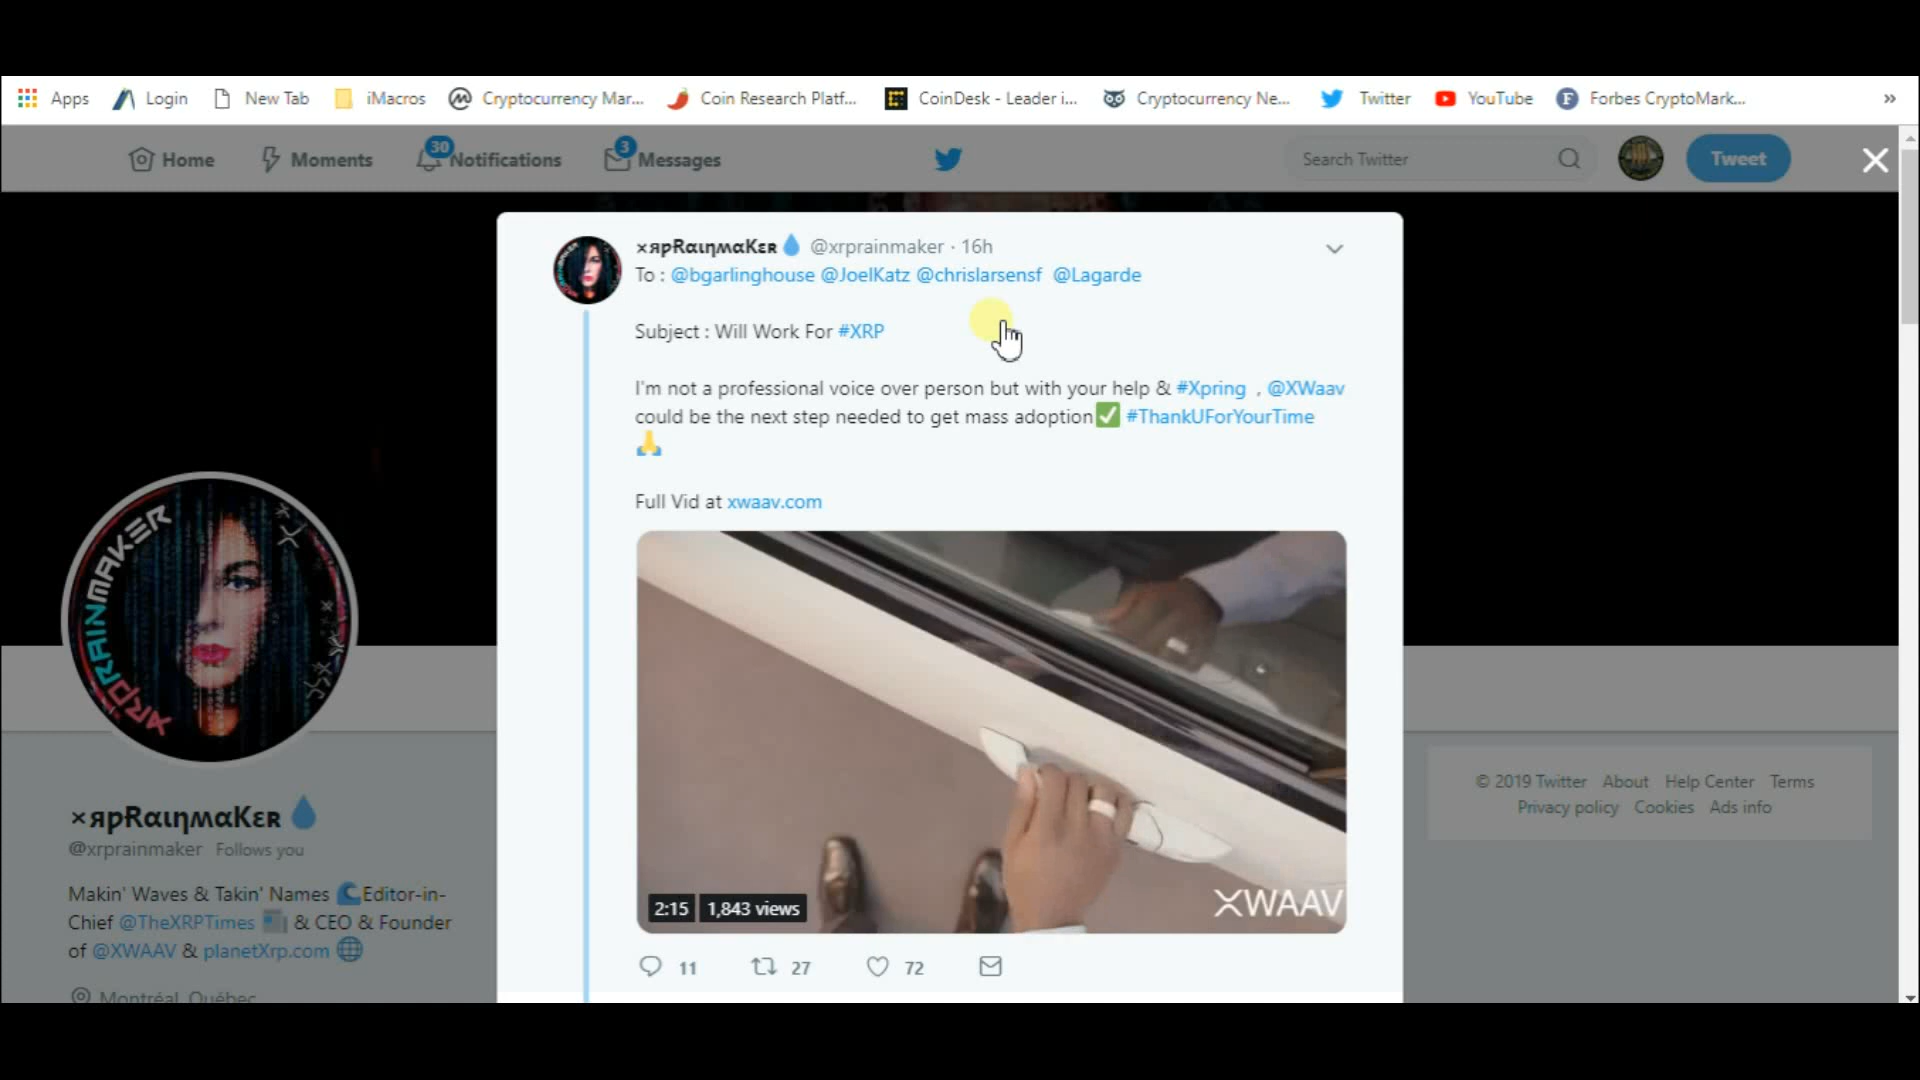 Apps Login New Tab iMacros Cryptocurrency Mar... Coin Research Platf... CoinDesk - Leader i... Cryptocurrency Ne... Twitter YouTube Forbes CryptoMark... »
Home Moments 30 Notifications 3 Messages Search Twitter Tweet
×яpƦαιηмαKεʀ💧 @xrprainmaker · 16h
To : @bgarlinghouse @JoelKatz @chrislarsensf @Lagarde
Subject : Will Work For #XRP
I'm not a professional voice over person but with your help & #Xpring , @XWaav
could be the next step needed to get mass adoption✅ #ThankUForYourTime
🙏
Full Vid at xwaav.com
2:15 1,843 views
XWAAV
11 27 72
XRPRAINMAKER
×яpƦαιηмαKεʀ💧
@xrprainmaker Follows you
Makin' Waves & Takin' Names 🌊Editor-in-
Chief @TheXRPTimes 📰 & CEO & Founder
of @XWAAV & planetXrp.com 🌐
Montréal, Québec
© 2019 Twitter About Help Center Terms
Privacy policy Cookies Ads info